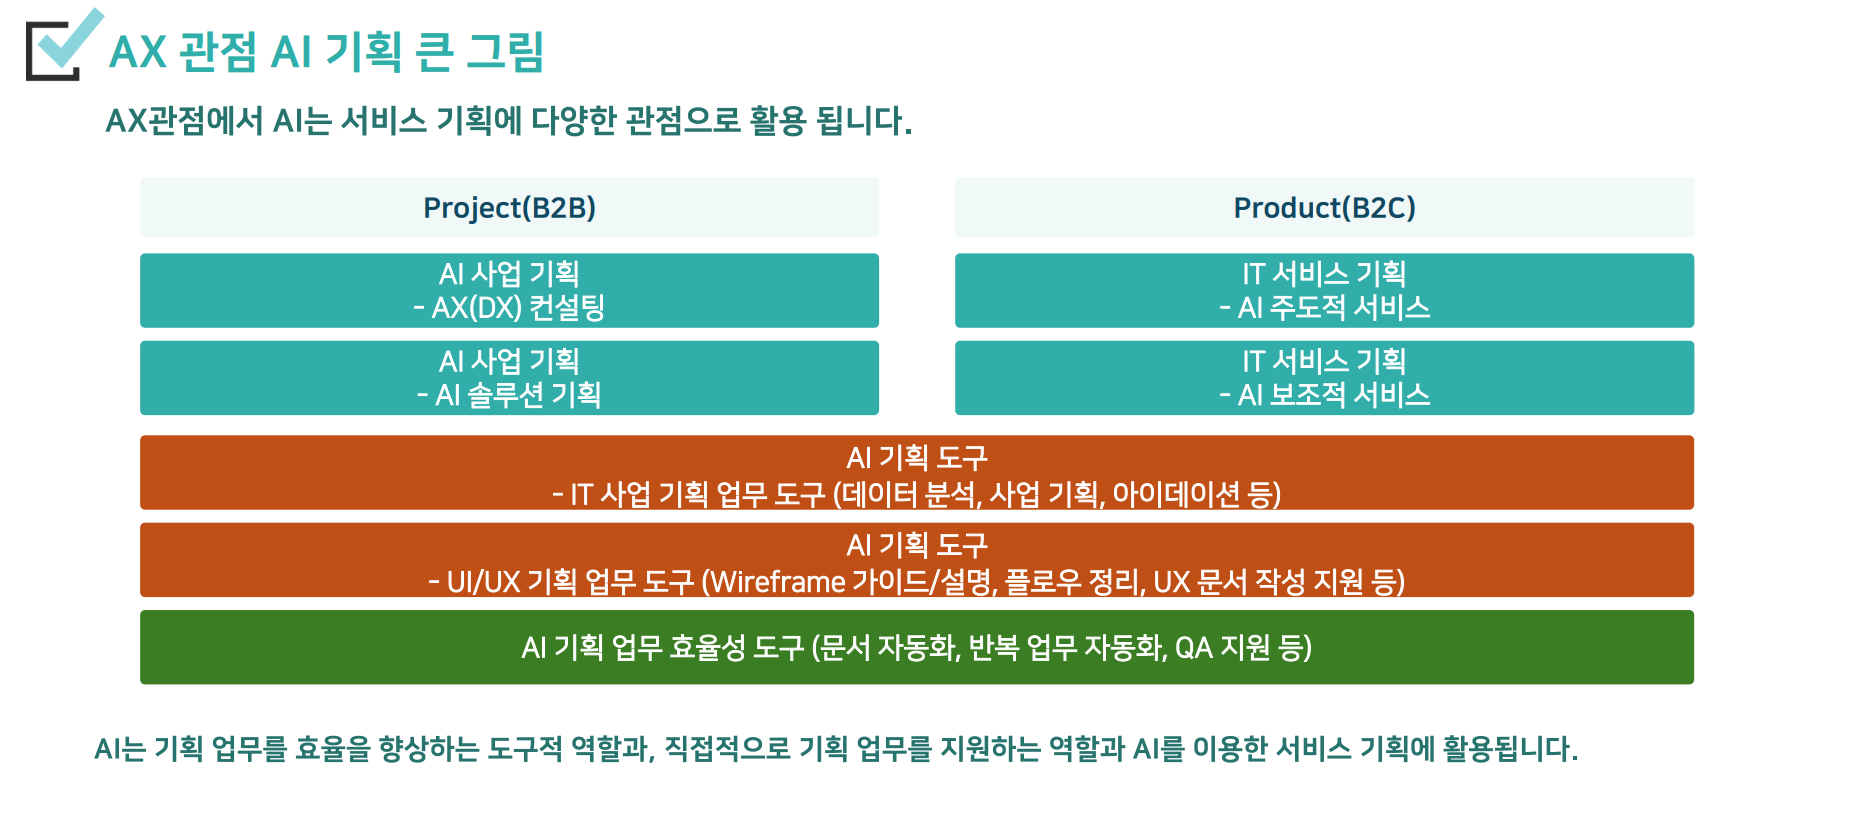 AX 관점 AI 기획 큰 그림
AX관점에서 AI는 서비스 기획에 다양한 관점으로 활용 됩니다.
Project(B2B)
Product(B2C)
AI 사업 기획
- AX(DX) 컨설팅
IT 서비스 기획
- AI 주도적 서비스
AI 사업 기획
- AI 솔루션 기획
IT 서비스 기획
- AI 보조적 서비스
AI 기획 도구
- IT 사업 기획 업무 도구 (데이터 분석, 사업 기획, 아이데이션 등)
AI 기획 도구
- UI/UX 기획 업무 도구 (Wireframe 가이드/설명, 플로우 정리, UX 문서 작성 지원 등)
AI 기획 업무 효율성 도구 (문서 자동화, 반복 업무 자동화, QA 지원 등)
AI는 기획 업무를 효율을 향상하는 도구적 역할과, 직접적으로 기획 업무를 지원하는 역할과 AI를 이용한 서비스 기획에 활용됩니다.